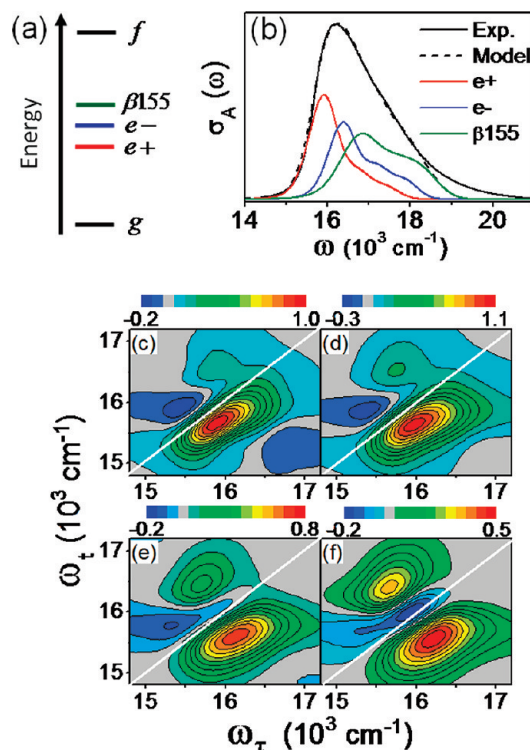 (a)
Energy
f
β155
e−
e+
g
(b)
σA (ω)
Exp.
Model
e+
e−
β155
14 16 18 20
ω (10³ cm⁻¹)
-0.2 1.0
-0.3 1.1
17 (c) (d)
16
15
15 16 17 15 16 17
-0.2 0.8
-0.2 0.5
17 (e) (f)
16
15
15 16 17 15 16 17
ωt (10³ cm⁻¹)
ωτ (10³ cm⁻¹)